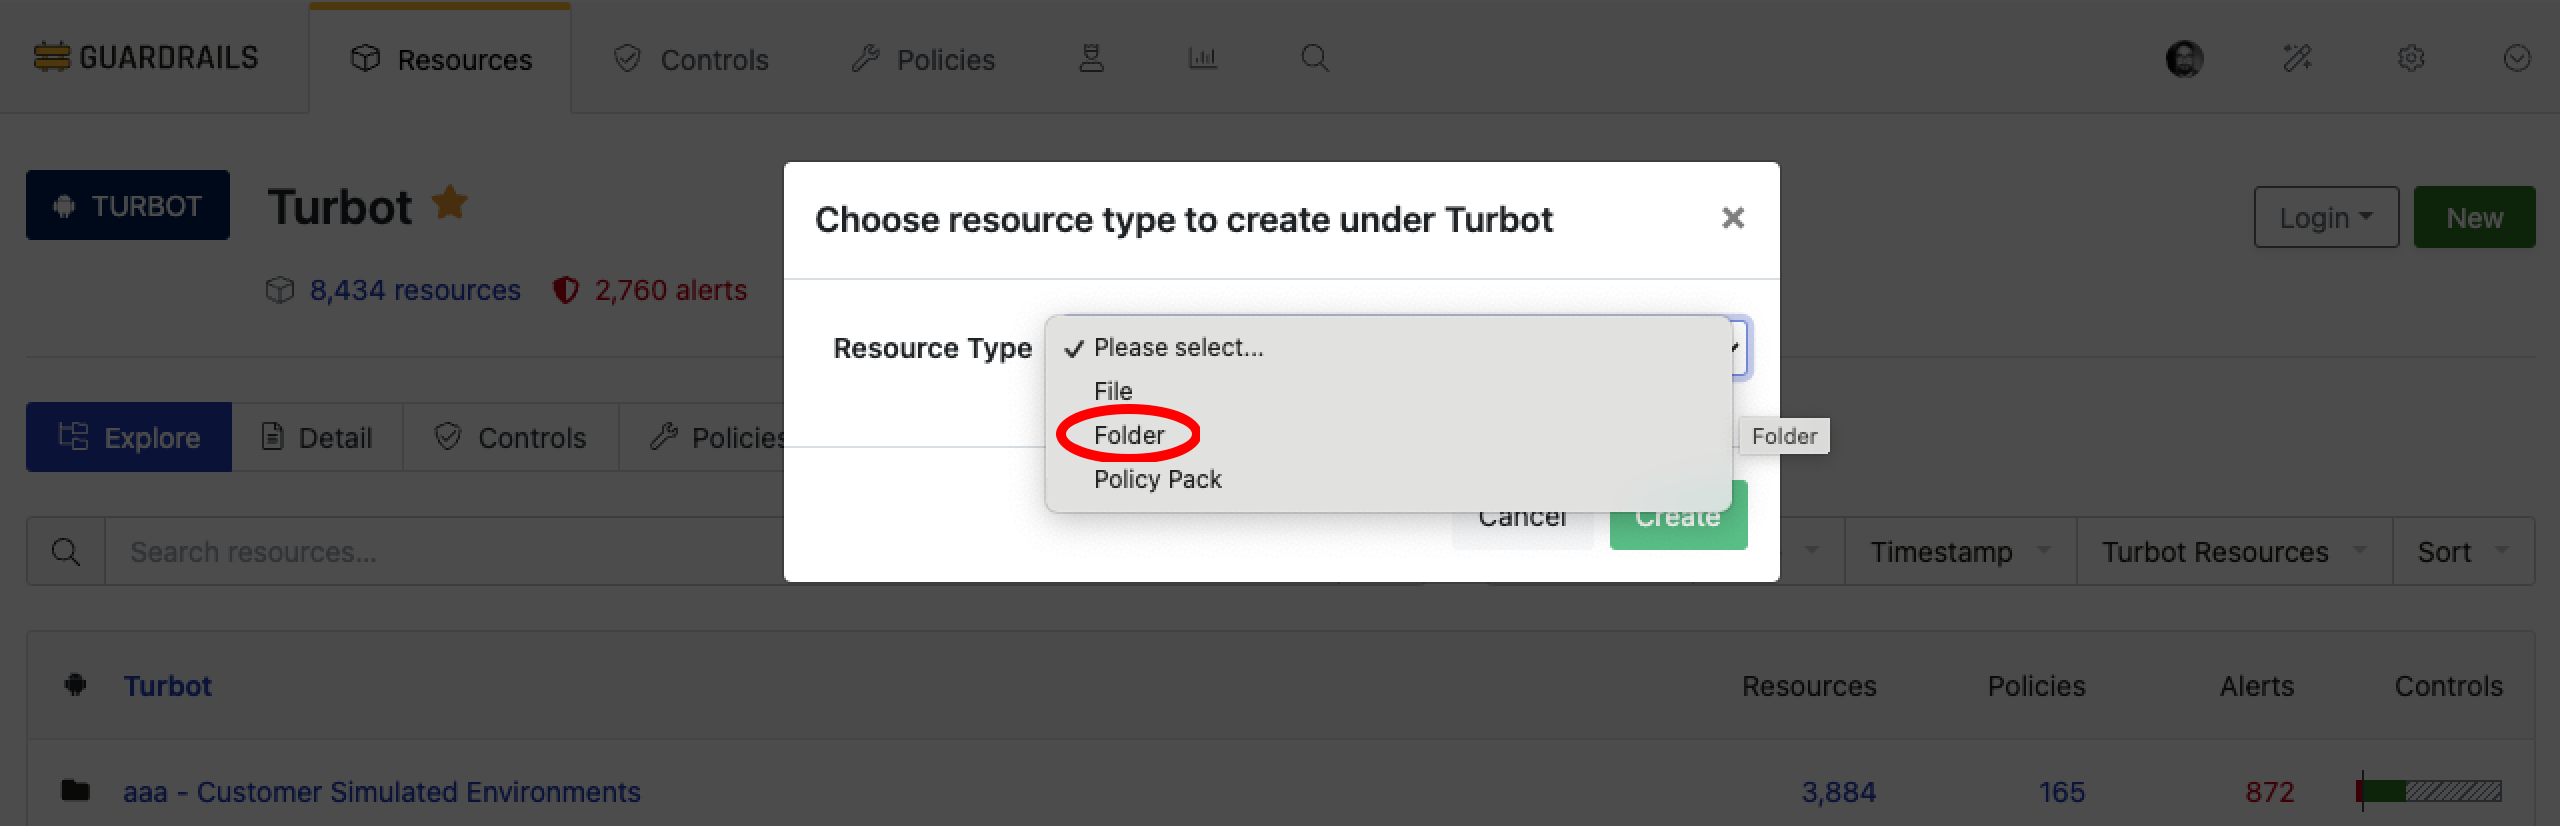 GUARDRAILS Resources Controls Policies
TURBOT Turbot Login New
8,434 resources 2,760 alerts
Choose resource type to create under Turbot ×
Resource Type
✓ Please select...
File
Folder
Policy Pack
Folder
Cancel Create
Explore Detail Controls Policies
Search resources... Timestamp Turbot Resources Sort
Turbot Resources Policies Alerts Controls
aaa - Customer Simulated Environments 3,884 165 872